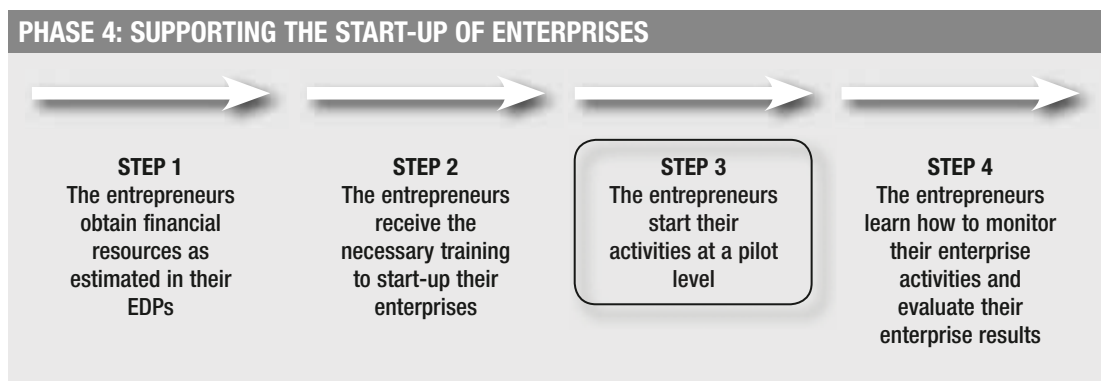 PHASE 4: SUPPORTING THE START-UP OF ENTERPRISES
STEP 1
The entrepreneurs
obtain financial
resources as
estimated in their
EDPs
STEP 2
The entrepreneurs
receive the
necessary training
to start-up their
enterprises
STEP 3
The entrepreneurs
start their
activities at a pilot
level
STEP 4
The entrepreneurs
learn how to monitor
their enterprise
activities and
evaluate their
enterprise results